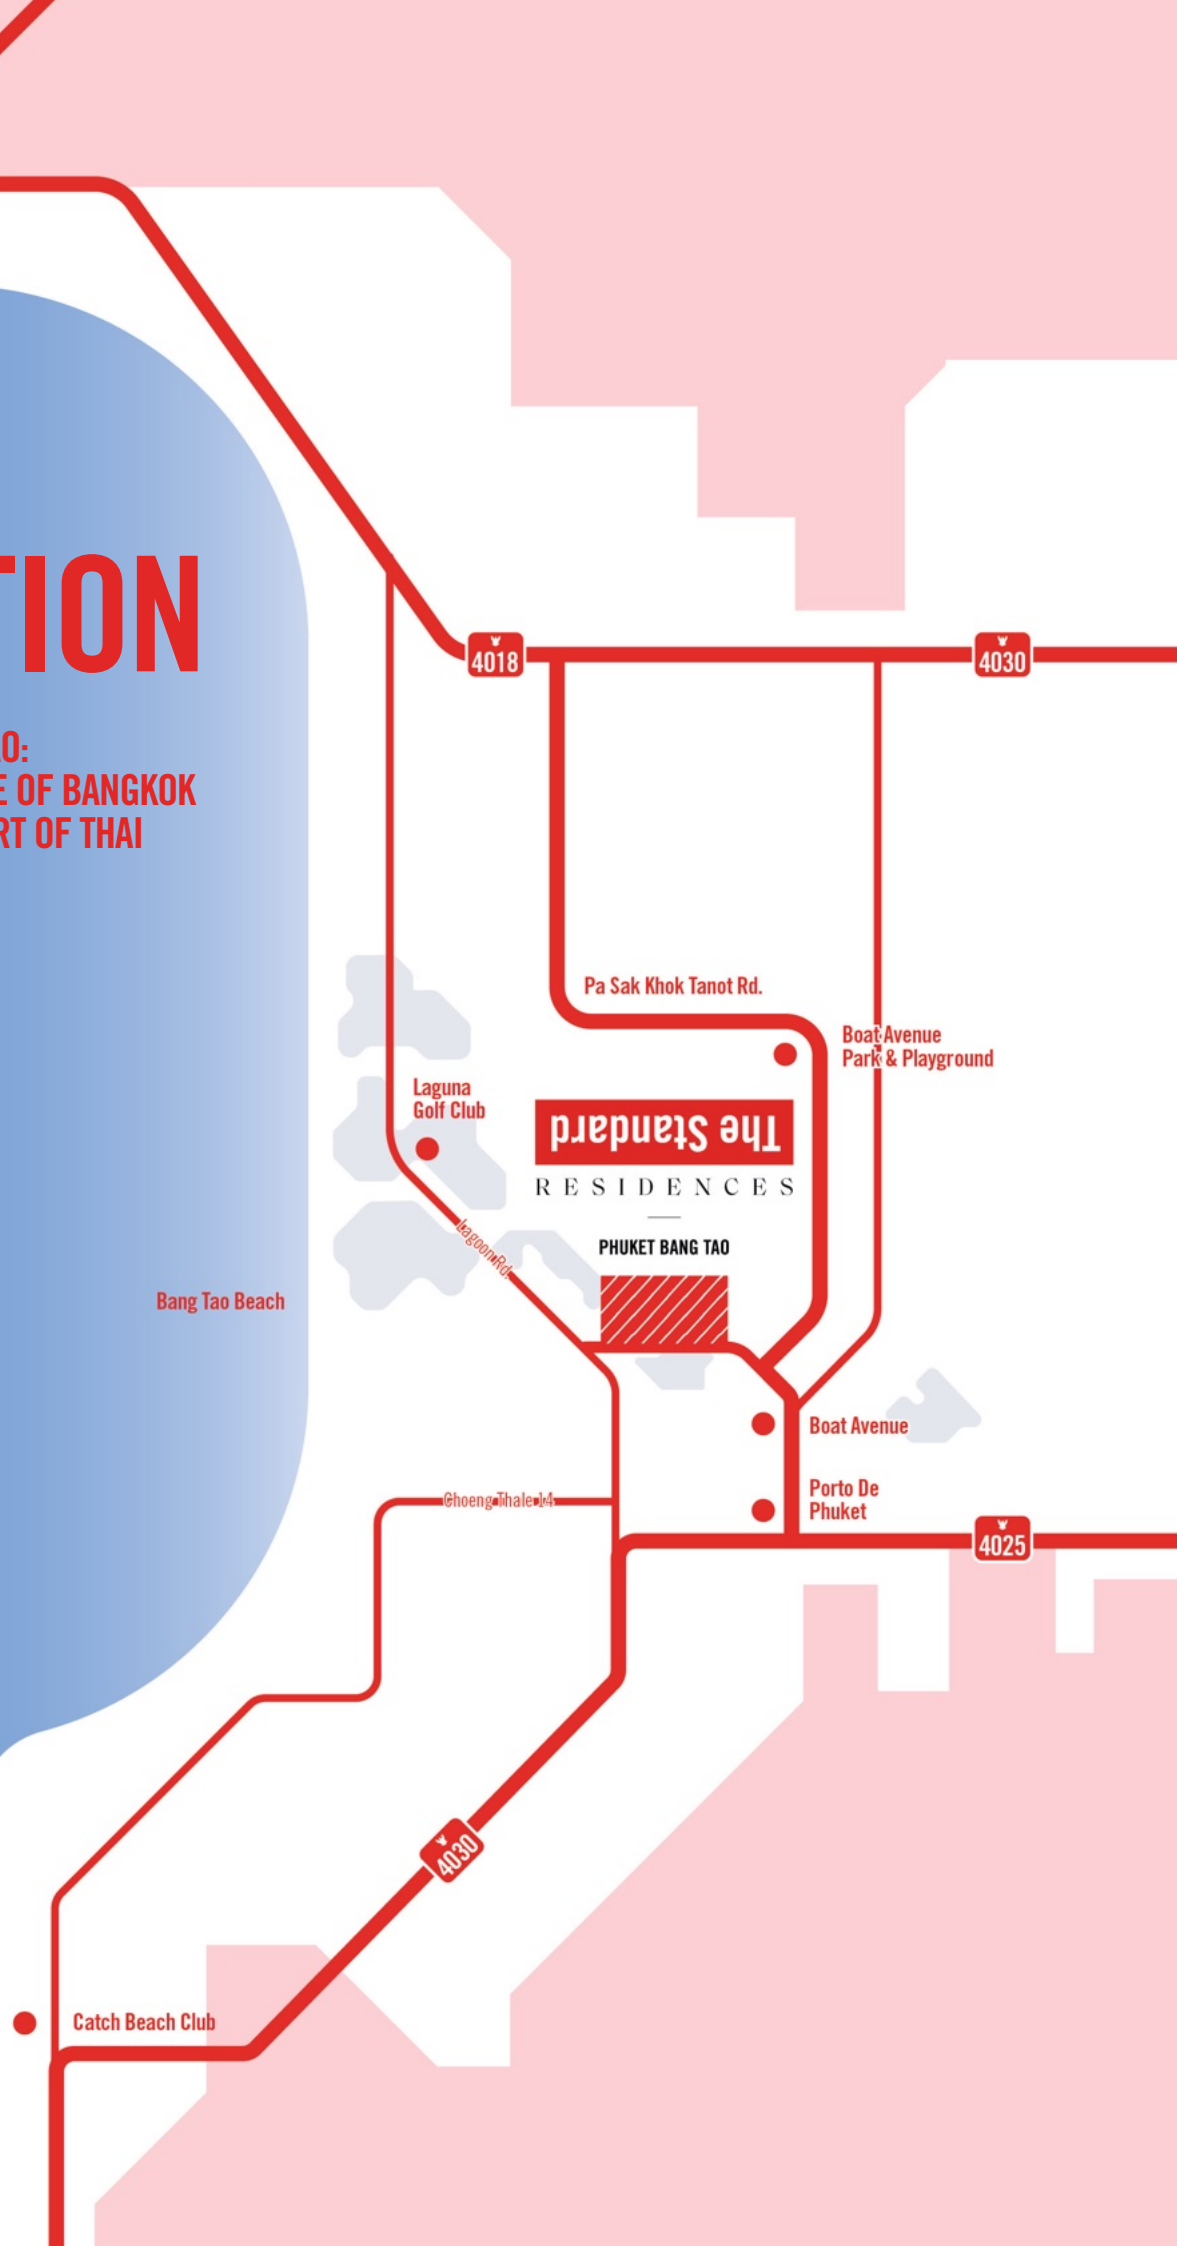 TION
O:
E OF BANGKOK
RT OF THAI
4018
4030
Pa Sak Khok Tanot Rd.
Boat Avenue
Park & Playground
Laguna
Golf Club
The Standard
RESIDENCES
PHUKET BANG TAO
Lagoon Rd.
Bang Tao Beach
Boat Avenue
Choeng Thale 14
Porto De
Phuket
4025
4030
Catch Beach Club